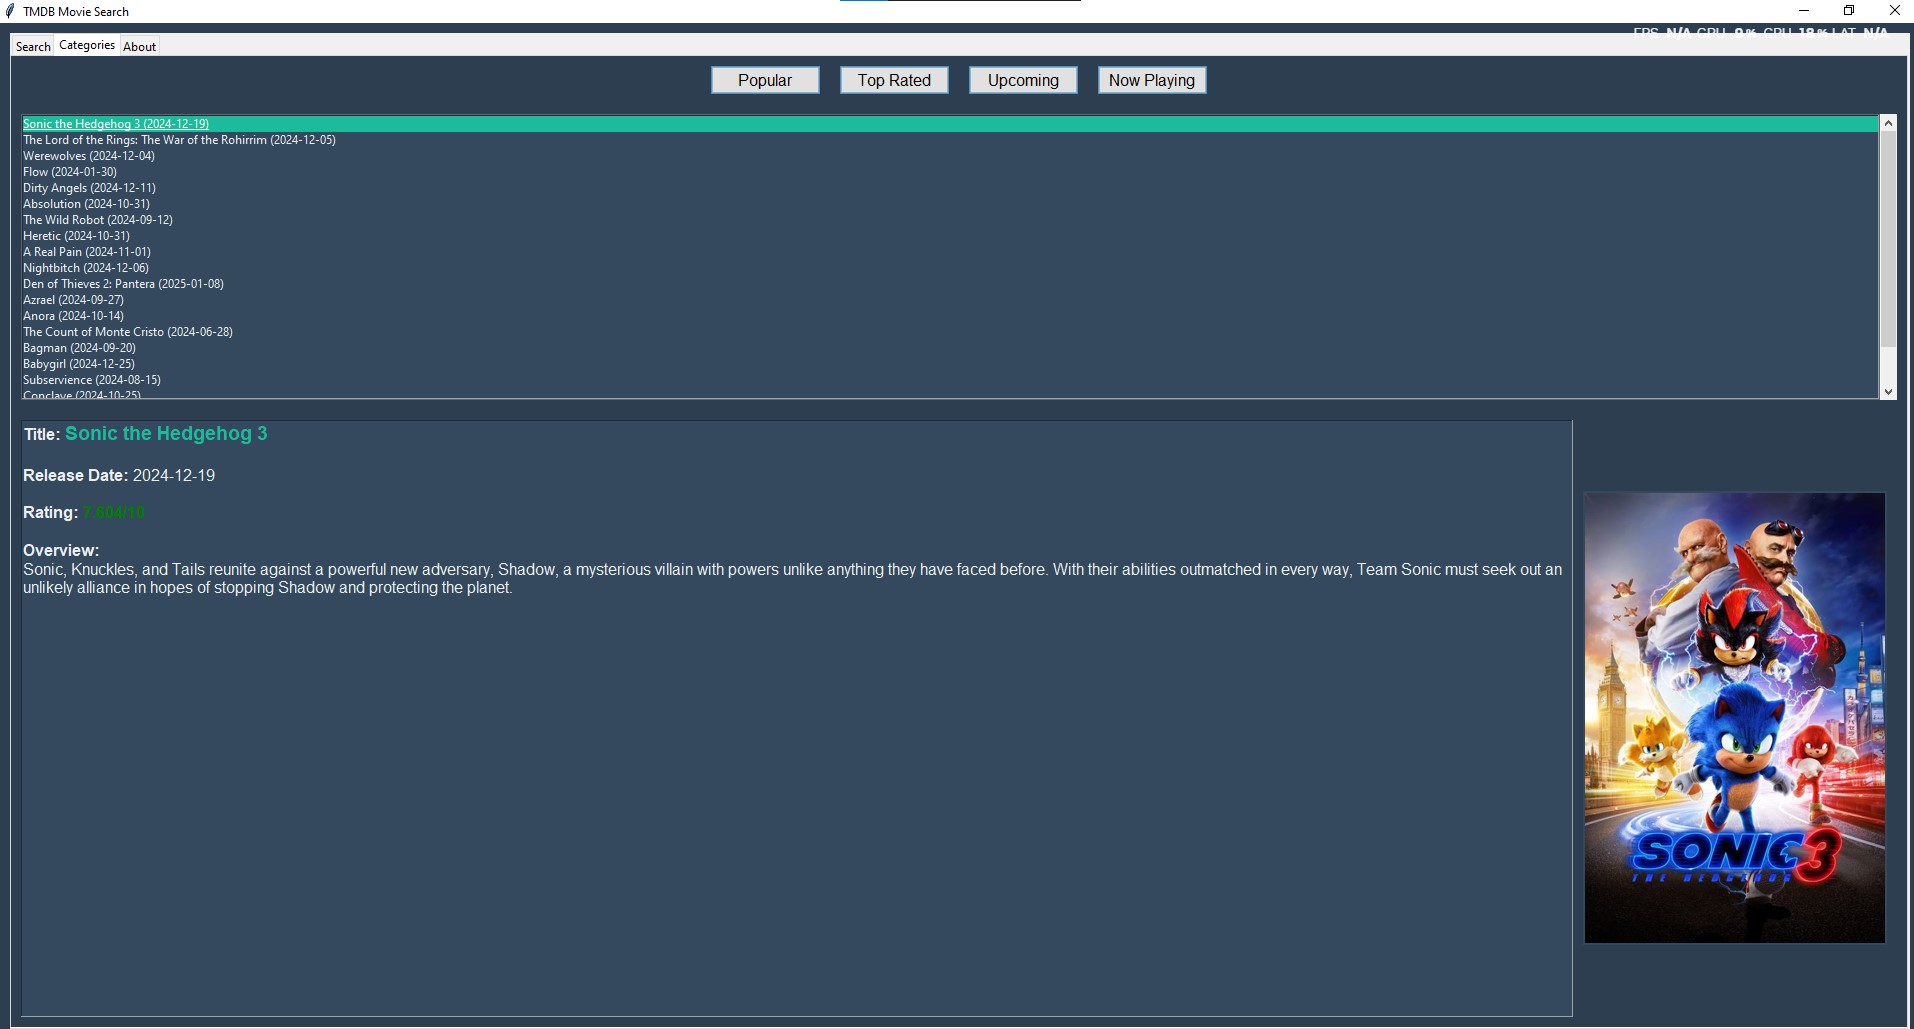 TMDB Movie Search
FPS N/A GPU 9% CPU 18% LAT N/A
Search Categories About
Popular Top Rated Upcoming Now Playing
Sonic the Hedgehog 3 (2024-12-19)
The Lord of the Rings: The War of the Rohirrim (2024-12-05)
Werewolves (2024-12-04)
Flow (2024-01-30)
Dirty Angels (2024-12-11)
Absolution (2024-10-31)
The Wild Robot (2024-09-12)
Heretic (2024-10-31)
A Real Pain (2024-11-01)
Nightbitch (2024-12-06)
Den of Thieves 2: Pantera (2025-01-08)
Azrael (2024-09-27)
Anora (2024-10-14)
The Count of Monte Cristo (2024-06-28)
Bagman (2024-09-20)
Babygirl (2024-12-25)
Subservience (2024-08-15)
Conclave (2024-10-25)
Title: Sonic the Hedgehog 3
Release Date: 2024-12-19
Rating: 7.804/10
Overview:
Sonic, Knuckles, and Tails reunite against a powerful new adversary, Shadow, a mysterious villain with powers unlike anything they have faced before. With their abilities outmatched in every way, Team Sonic must seek out an
unlikely alliance in hopes of stopping Shadow and protecting the planet.
SONIC 3
THE HEDGEHOG